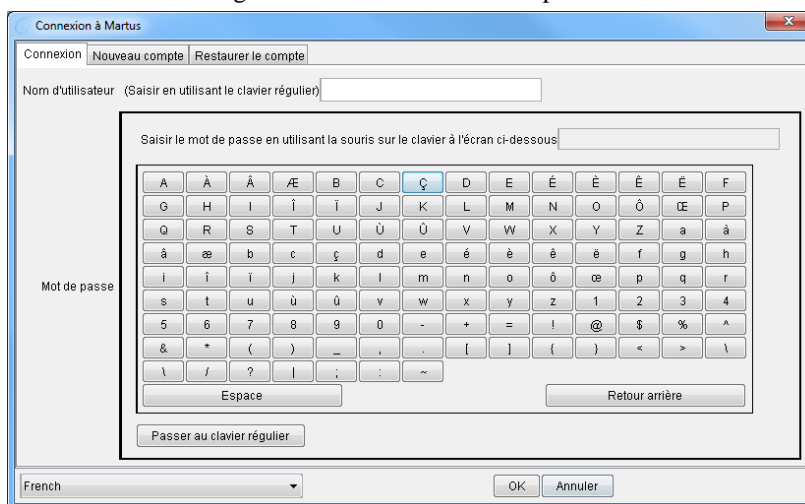 Connexion à Martus
Connexion Nouveau compte Restaurer le compte
Nom d'utilisateur (Saisir en utilisant le clavier régulier)
Saisir le mot de passe en utilisant la souris sur le clavier à l'écran ci-dessous
A À Â Æ B C Ç D E É È Ê Ë F
G H I Î Ï J K L M N O Ô Œ P
Q R S T U Ù Û V W X Y Z a à
â æ b c ç d e é è ê ë f g h
Mot de passe
i î ï j k l m n o ô œ p q r
s t u ù û v w x y z 1 2 3 4
5 6 7 8 9 0 - + = ! @ $ % ^
& * ( ) _ , . [ ] { } < > \
\ / ? | ; : ~
Espace Retour arrière
Passer au clavier régulier
French OK Annuler